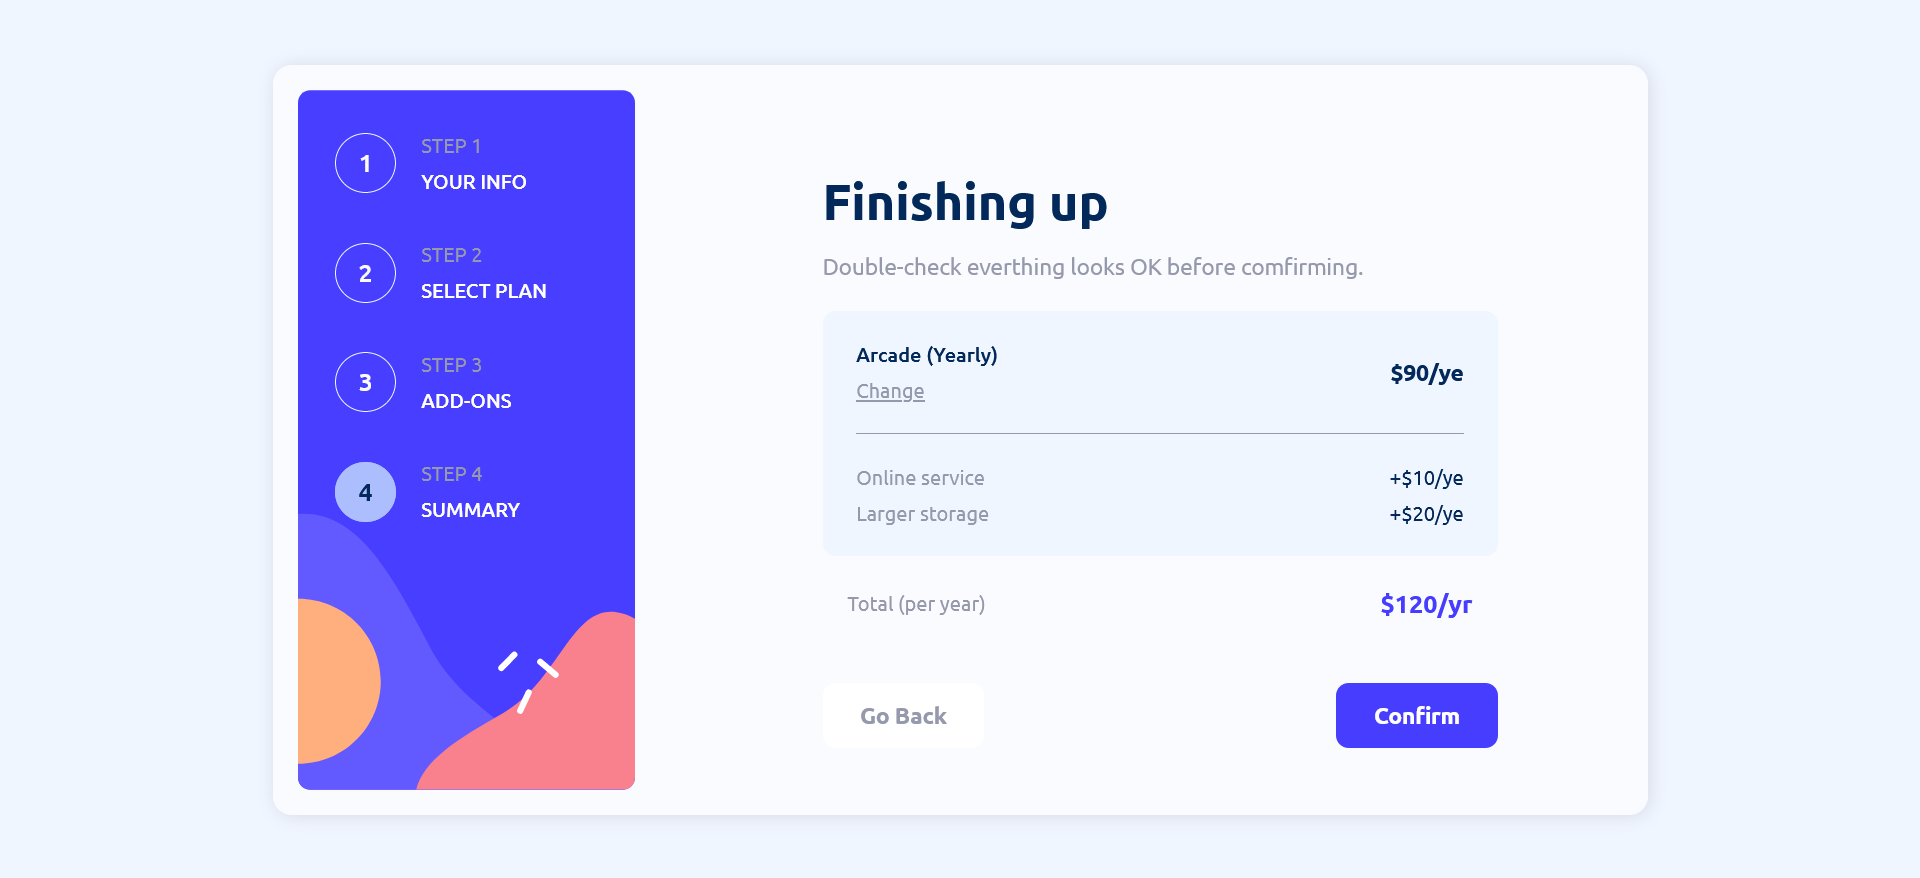 1
STEP 1
YOUR INFO
2
STEP 2
SELECT PLAN
3
STEP 3
ADD-ONS
4
STEP 4
SUMMARY
Finishing up
Double-check everthing looks OK before comfirming.
Arcade (Yearly)
Change
$90/ye
Online service +$10/ye
Larger storage +$20/ye
Total (per year) $120/yr
Go Back Confirm